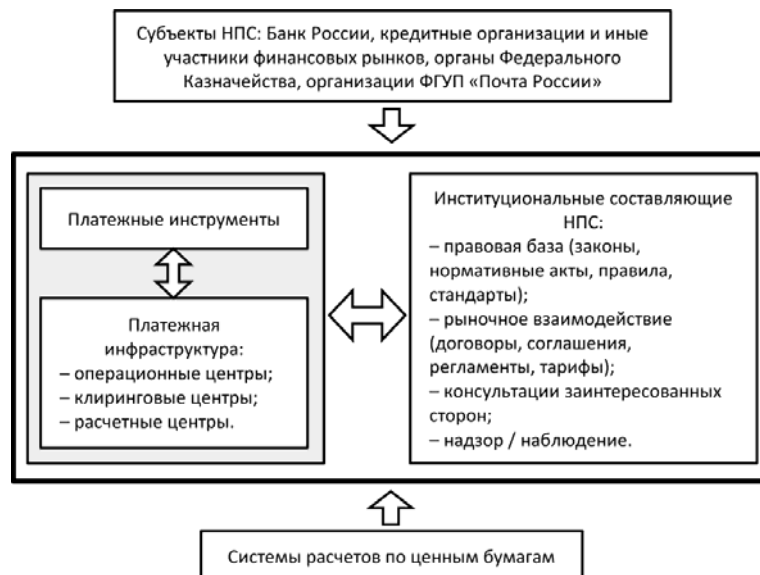 Субъекты НПС: Банк России, кредитные организации и иные
участники финансовых рынков, органы Федерального
Казначейства, организации ФГУП «Почта России»
Платежные инструменты
Платежная
инфраструктура:
– операционные центры;
– клиринговые центры;
– расчетные центры.
Институциональные составляющие
НПС:
– правовая база (законы,
нормативные акты, правила,
стандарты);
– рыночное взаимодействие
(договоры, соглашения,
регламенты, тарифы);
– консультации заинтересованных
сторон;
– надзор / наблюдение.
Системы расчетов по ценным бумагам